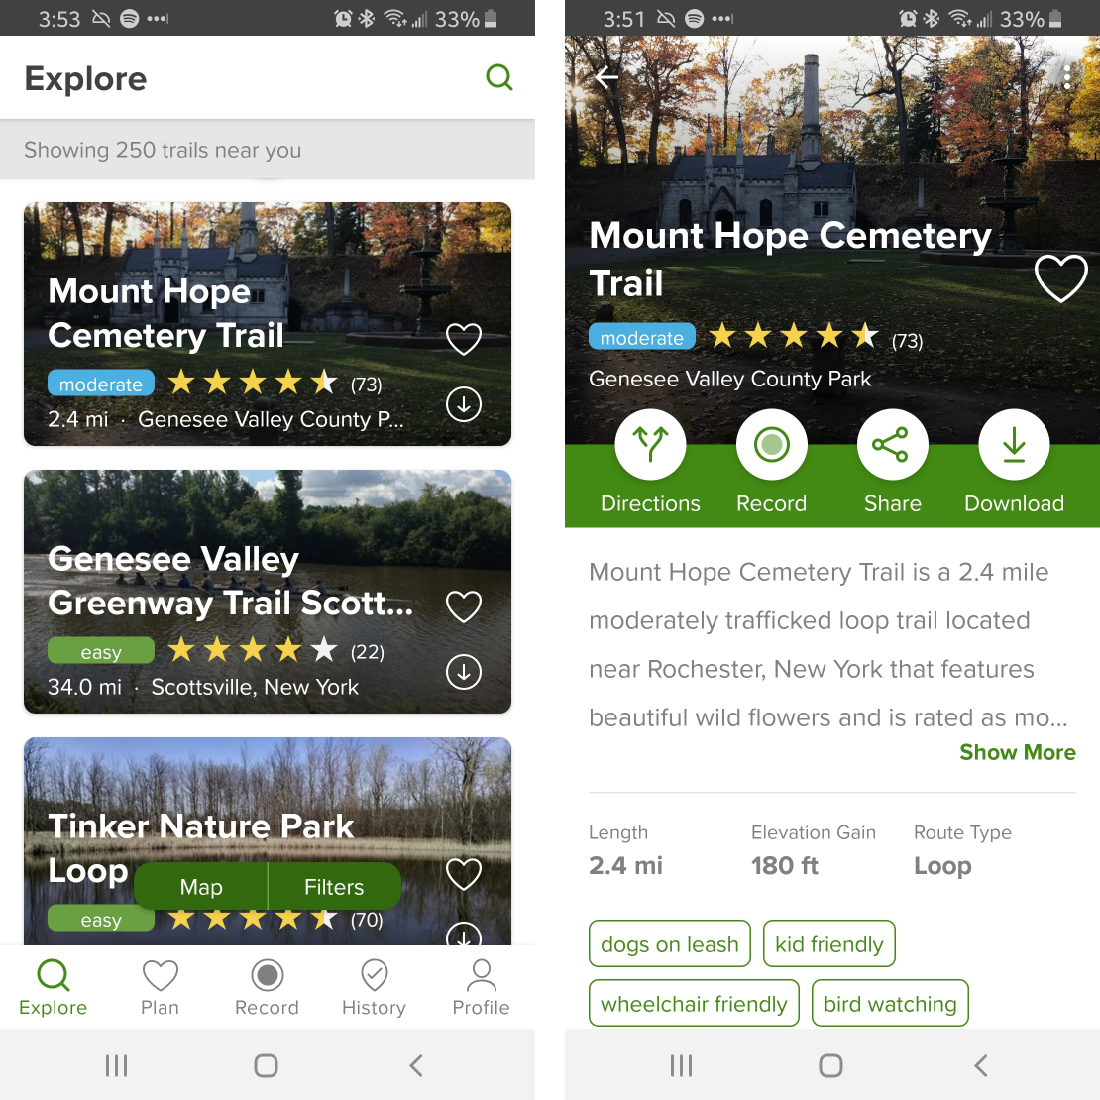 3:53
33%
Explore
Showing 250 trails near you
Mount Hope
Cemetery Trail
moderate
(73)
2.4 mi · Genesee Valley County P...
Genesee Valley
Greenway Trail Scott...
easy
(22)
34.0 mi · Scottsville, New York
Tinker Nature Park
Loop
Map
Filters
easy
(70)
Explore
Plan
Record
History
Profile
3:51
33%
Mount Hope Cemetery
Trail
moderate
(73)
Genesee Valley County Park
Directions
Record
Share
Download
Mount Hope Cemetery Trail is a 2.4 mile
moderately trafficked loop trail located
near Rochester, New York that features
beautiful wild flowers and is rated as mo...
Show More
Length
Elevation Gain
Route Type
2.4 mi
180 ft
Loop
dogs on leash
kid friendly
wheelchair friendly
bird watching